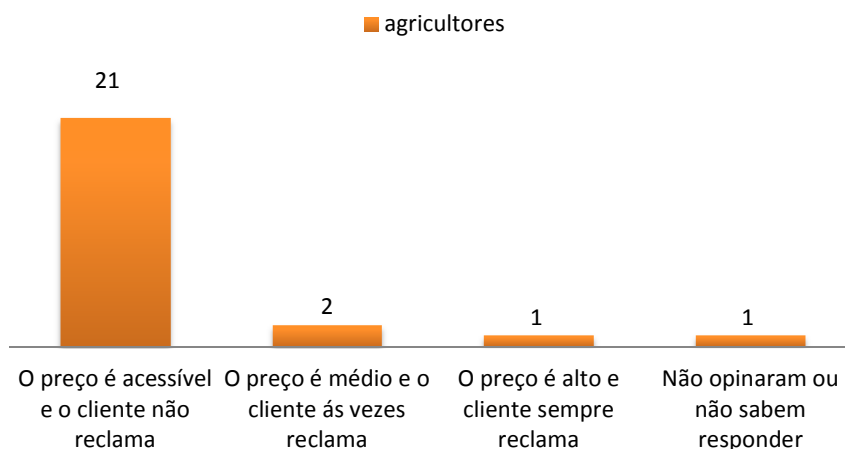 agricultores
21
2
1
1
O preço é acessível
e o cliente não
reclama
O preço é médio e o
cliente ás vezes
reclama
O preço é alto e
cliente sempre
reclama
Não opinaram ou
não sabem
responder